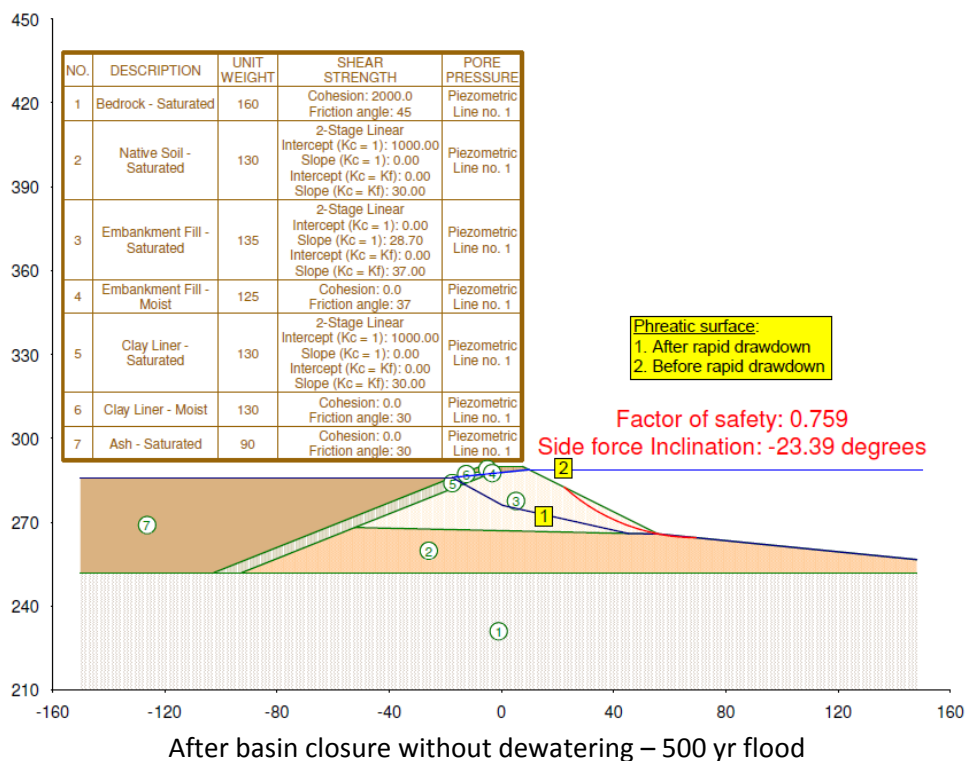 450
420
390
360
330
300
270
240
210
NO. DESCRIPTION UNIT WEIGHT SHEAR STRENGTH PORE PRESSURE
1 Bedrock - Saturated 160 Cohesion: 2000.0 Friction angle: 45 Piezometric Line no. 1
2 Native Soil - Saturated 130 2-Stage Linear Intercept (Kc = 1): 1000.00 Slope (Kc = 1): 0.00 Intercept (Kc = Kf): 0.00 Slope (Kc = Kf): 30.00 Piezometric Line no. 1
3 Embankment Fill - Saturated 135 2-Stage Linear Intercept (Kc = 1): 0.00 Slope (Kc = 1): 28.70 Intercept (Kc = Kf): 0.00 Slope (Kc = Kf): 37.00 Piezometric Line no. 1
4 Embankment Fill - Moist 125 Cohesion: 0.0 Friction angle: 37 Piezometric Line no. 1
5 Clay Liner - Saturated 130 2-Stage Linear Intercept (Kc = 1): 1000.00 Slope (Kc = 1): 0.00 Intercept (Kc = Kf): 0.00 Slope (Kc = Kf): 30.00 Piezometric Line no. 1
6 Clay Liner - Moist 130 Cohesion: 0.0 Friction angle: 30 Piezometric Line no. 1
7 Ash - Saturated 90 Cohesion: 0.0 Friction angle: 30 Piezometric Line no. 1
Phreatic surface:
1. After rapid drawdown
2. Before rapid drawdown
Factor of safety: 0.759
Side force Inclination: -23.39 degrees
2
6
4
5
3
7
1
2
1
-160 -120 -80 -40 0 40 80 120 160
After basin closure without dewatering – 500 yr flood